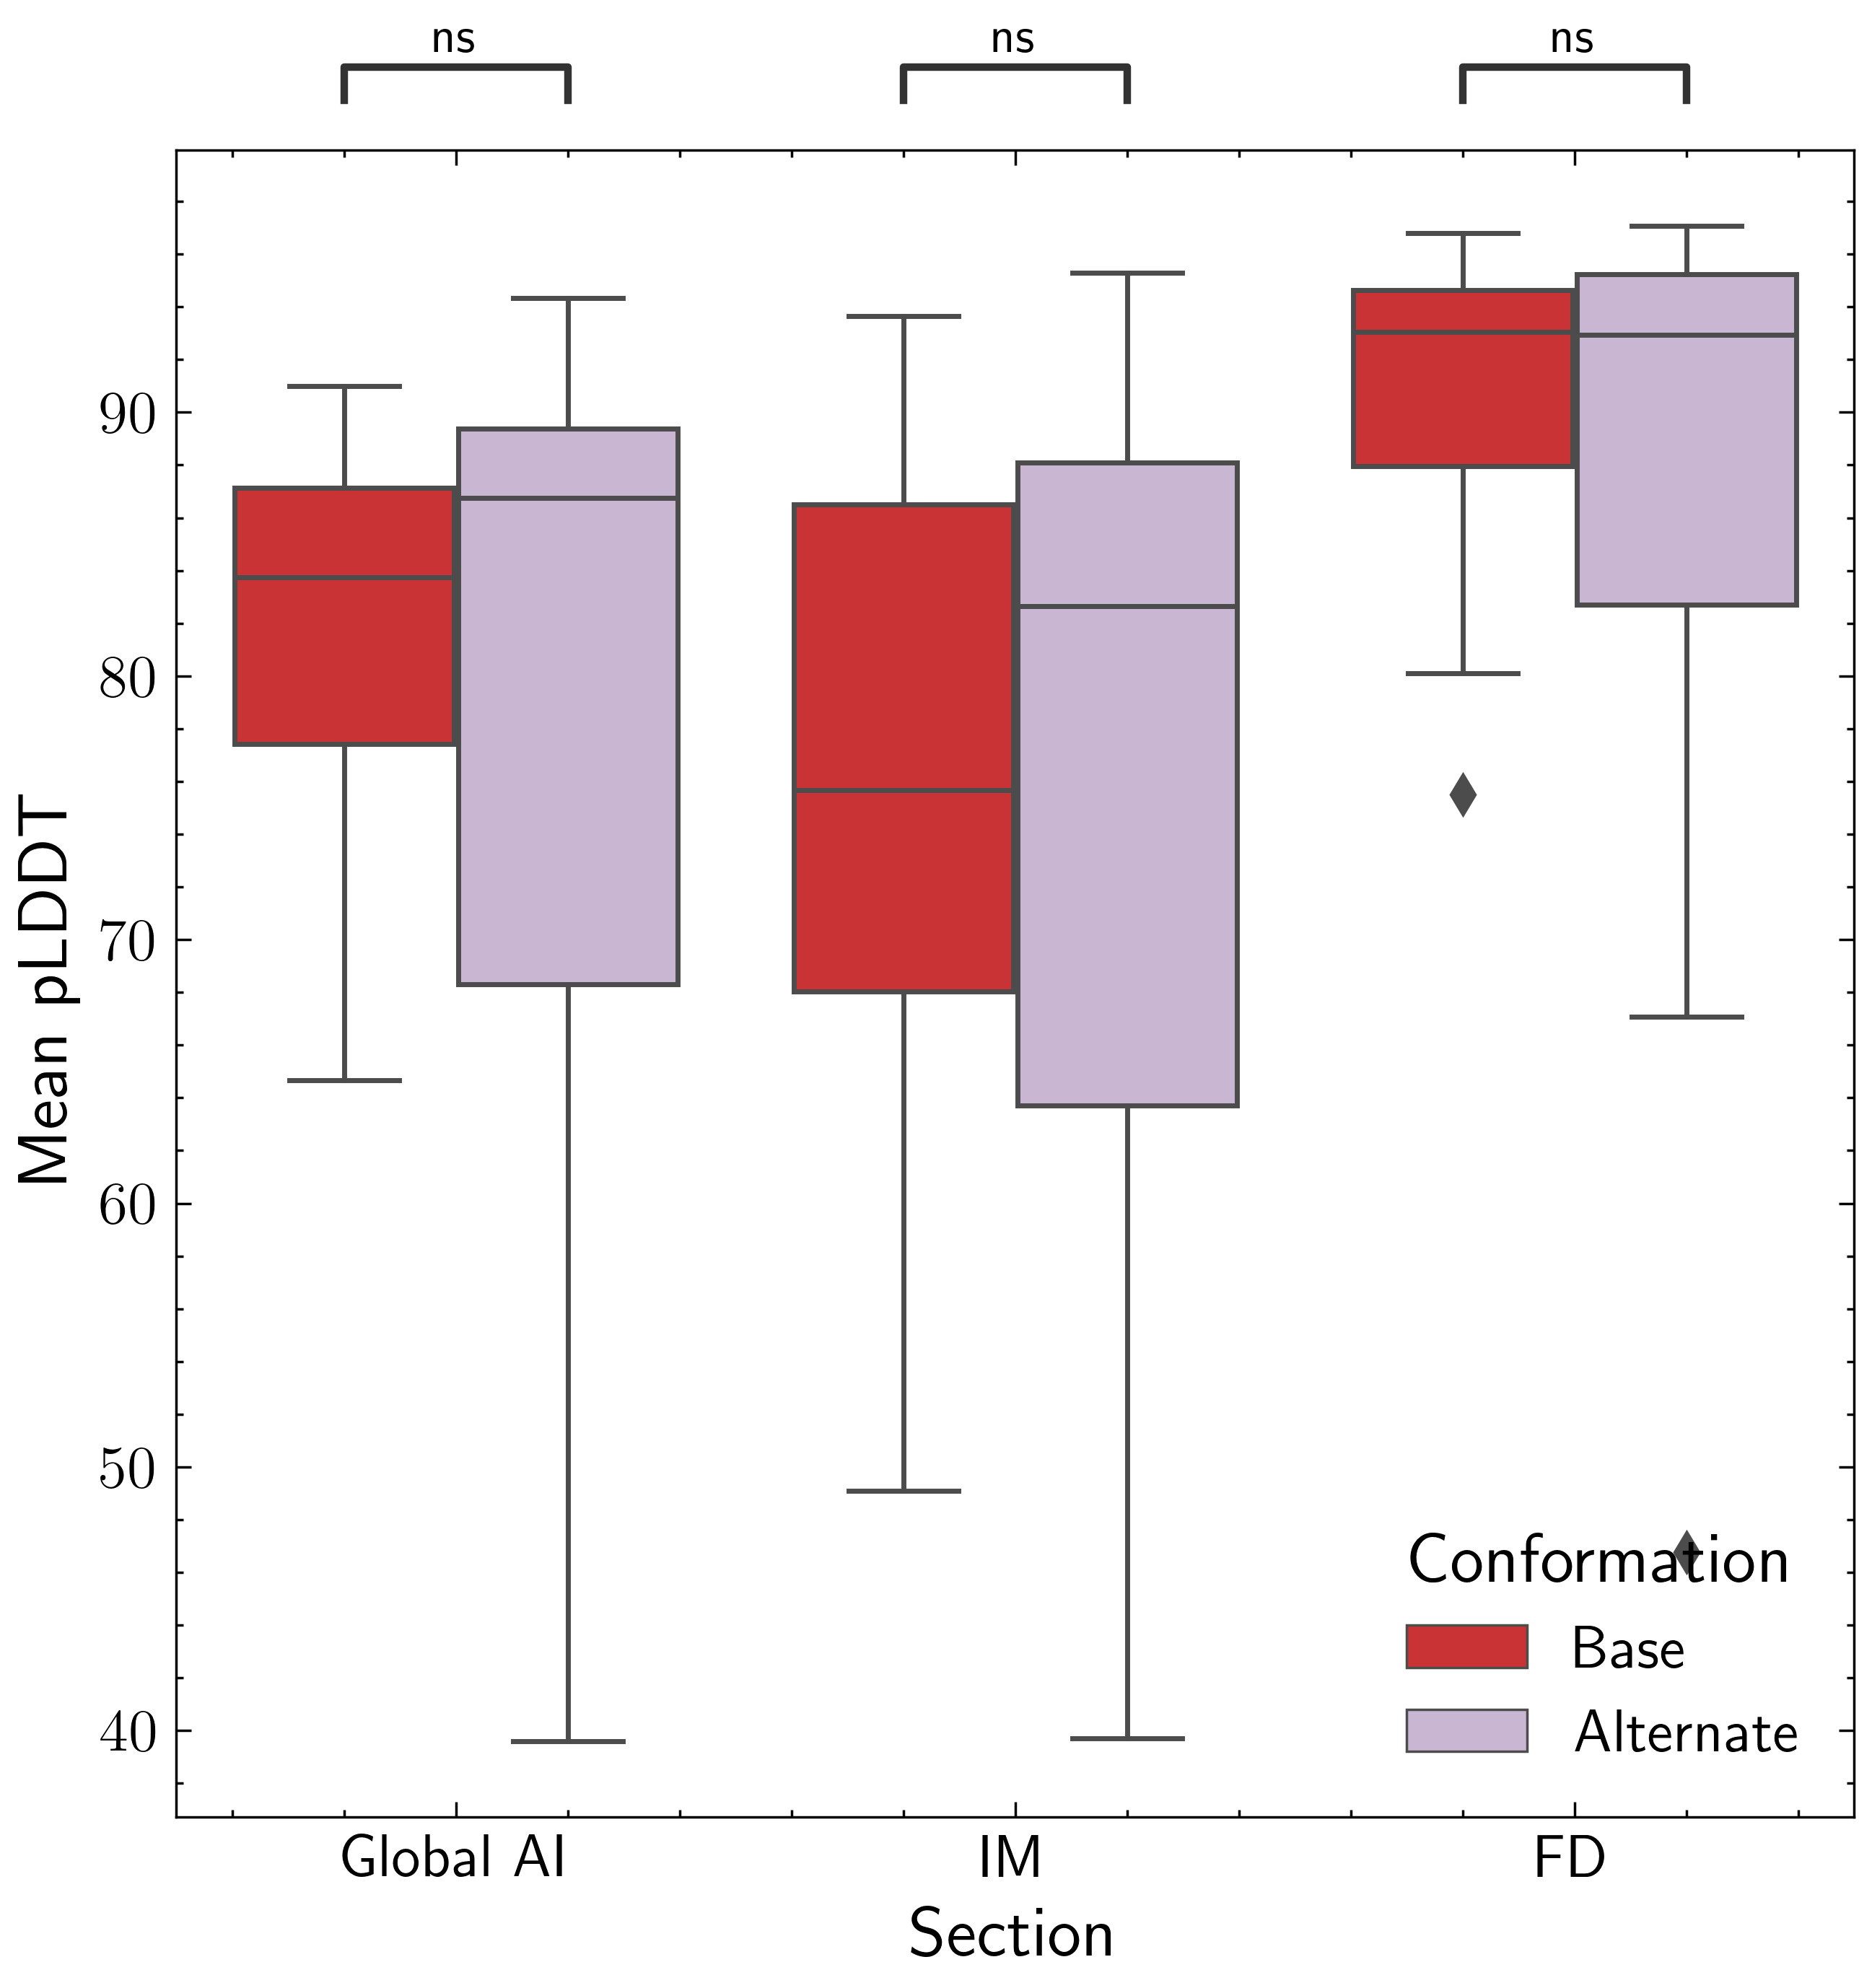 ns ns ns
90
80
70
60
50
40
Mean pLDDT
Conformation
Base
Alternate
Global AI IM FD
Section